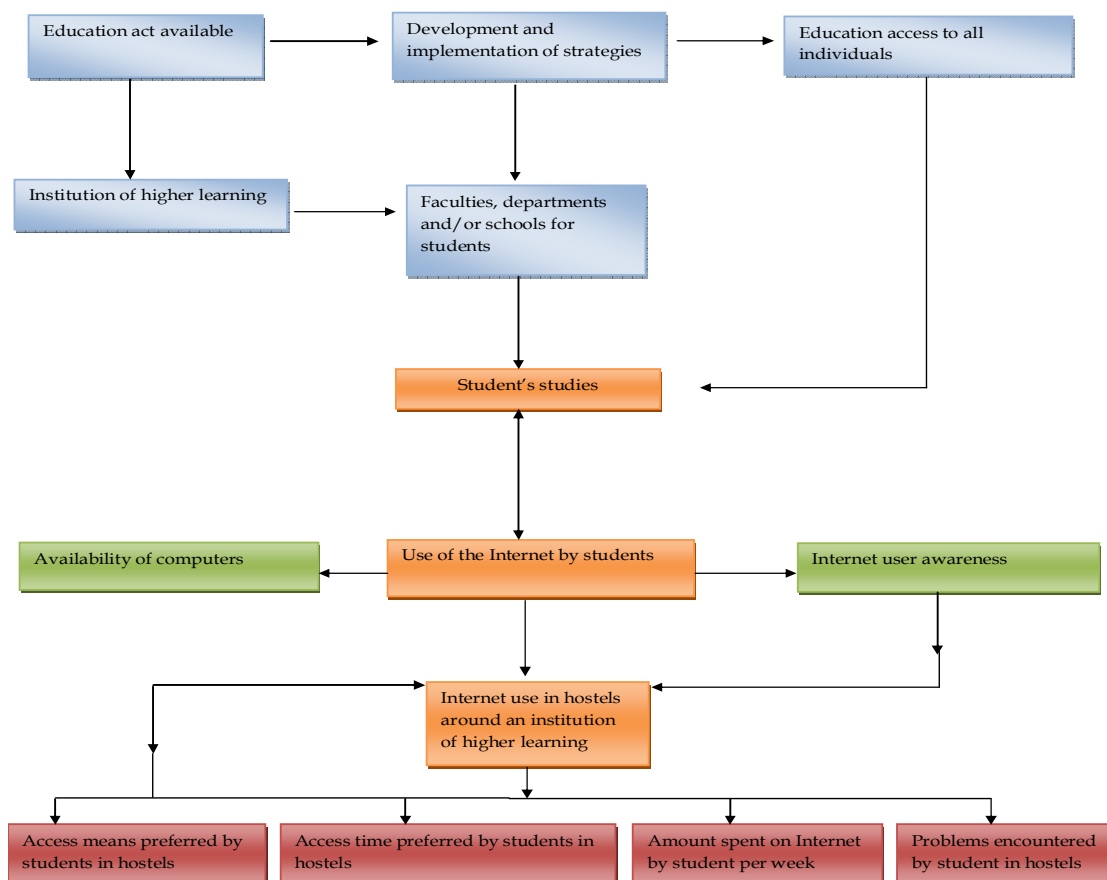 Education act available
Development and
implementation of strategies
Education access to all
individuals
Institution of higher learning
Faculties, departments
and/or schools for
students
Student’s studies
Availability of computers
Use of the Internet by students
Internet user awareness
Internet use in hostels
around an institution
of higher learning
Access means preferred by
students in hostels
Access time preferred by students in
hostels
Amount spent on Internet
by student per week
Problems encountered
by student in hostels